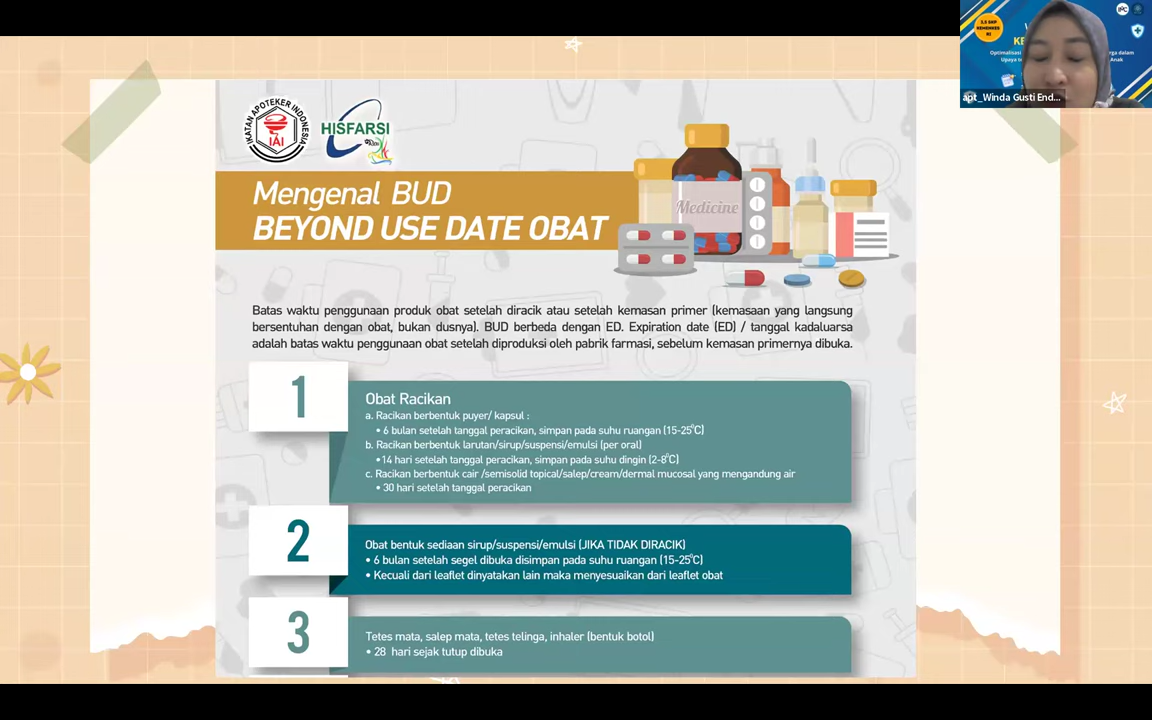 IKATAN APOTEKER INDONESIA
IAI
HISFARSI
Mengenal BUD
BEYOND USE DATE OBAT
Medicine
Batas waktu penggunaan produk obat setelah diracik atau setelah kemasan primer (kemasaan yang langsung
bersentuhan dengan obat, bukan dusnya). BUD berbeda dengan ED. Expiration date (ED) / tanggal kadaluarsa
adalah batas waktu penggunaan obat setelah diproduksi oleh pabrik farmasi, sebelum kemasan primernya dibuka.
1
Obat Racikan
a. Racikan berbentuk puyer/ kapsul :
• 6 bulan setelah tanggal peracikan, simpan pada suhu ruangan (15-25°C)
b. Racikan berbentuk larutan/sirup/suspensi/emulsi (per oral)
•14 hari setelah tanggal peracikan, simpan pada suhu dingin (2-8°C)
c. Racikan berbentuk cair /semisolid topical/salep/cream/dermal mucosal yang mengandung air
• 30 hari setelah tanggal peracikan
2
Obat bentuk sediaan sirup/suspensi/emulsi (JIKA TIDAK DIRACIK)
• 6 bulan setelah segel dibuka disimpan pada suhu ruangan (15-25°C)
• Kecuali dari leaflet dinyatakan lain maka menyesuaikan dari leaflet obat
3
Tetes mata, salep mata, tetes telinga, inhaler (bentuk botol)
• 28 hari sejak tutup dibuka
Optimalisasi
dalam
Upaya
Anak
apt_Winda Gusti End...